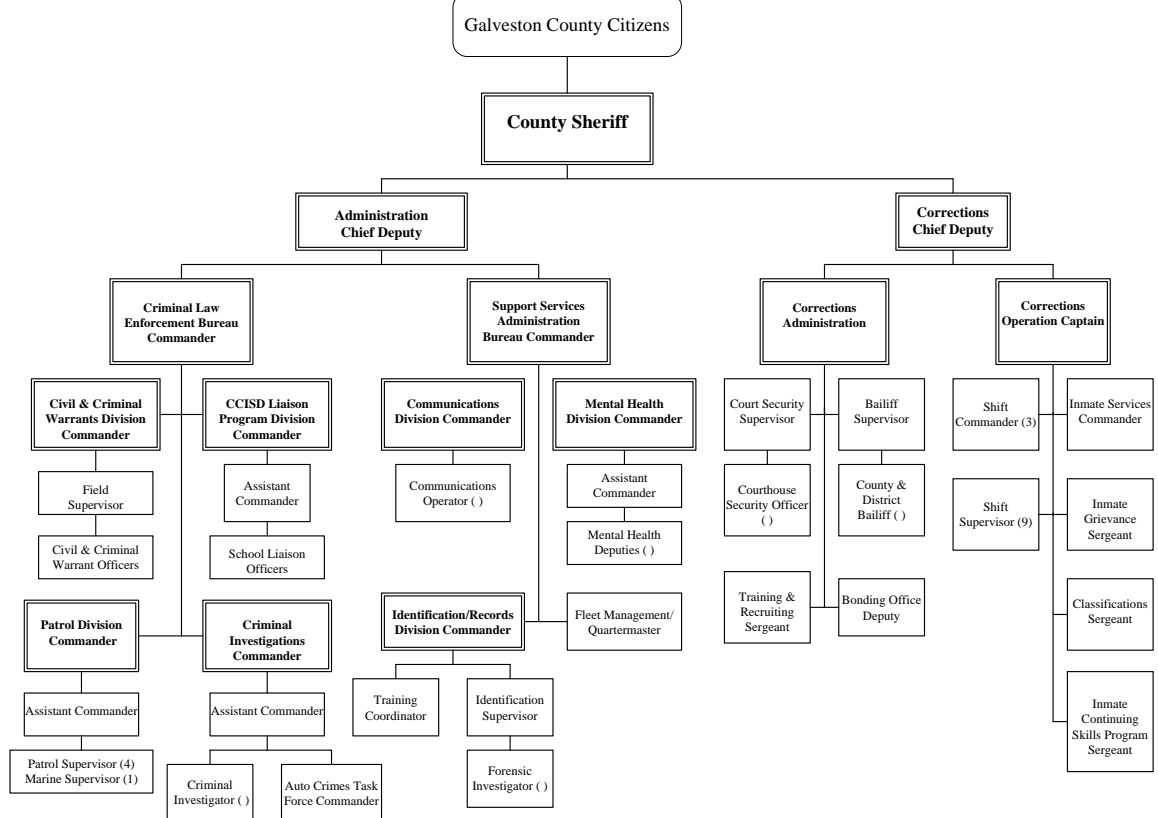 Galveston County Citizens
County Sheriff
Administration
Chief Deputy
Corrections
Chief Deputy
Criminal Law
Enforcement Bureau
Commander
Support Services
Administration
Bureau Commander
Corrections
Administration
Corrections
Operation Captain
Civil & Criminal
Warrants Division
Commander
CCISD Liaison
Program Division
Commander
Communications
Division Commander
Mental Health
Division Commander
Court Security
Supervisor
Bailiff
Supervisor
Shift
Commander (3)
Inmate Services
Commander
Field
Supervisor
Assistant
Commander
Communications
Operator ( )
Assistant
Commander
Courthouse
Security Officer
( )
County &
District
Bailiff ( )
Shift
Supervisor (9)
Inmate
Grievance
Sergeant
Civil & Criminal
Warrant Officers
School Liaison
Officers
Mental Health
Deputies ( )
Patrol Division
Commander
Criminal
Investigations
Commander
Identification/Records
Division Commander
Fleet Management/
Quartermaster
Training &
Recruiting
Sergeant
Bonding Office
Deputy
Classifications
Sergeant
Assistant Commander
Assistant Commander
Training
Coordinator
Identification
Supervisor
Inmate
Continuing
Skills Program
Sergeant
Patrol Supervisor (4)
Marine Supervisor (1)
Criminal
Investigator ( )
Auto Crimes Task
Force Commander
Forensic
Investigator ( )